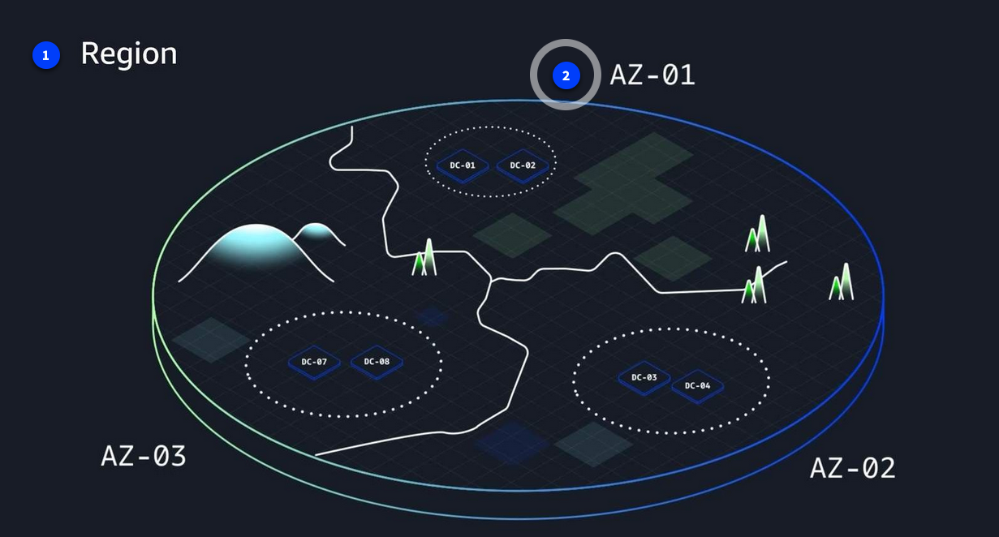 1 Region
2 AZ-01
DC-01 DC-02
DC-07 DC-08
DC-03 DC-04
AZ-03
AZ-02